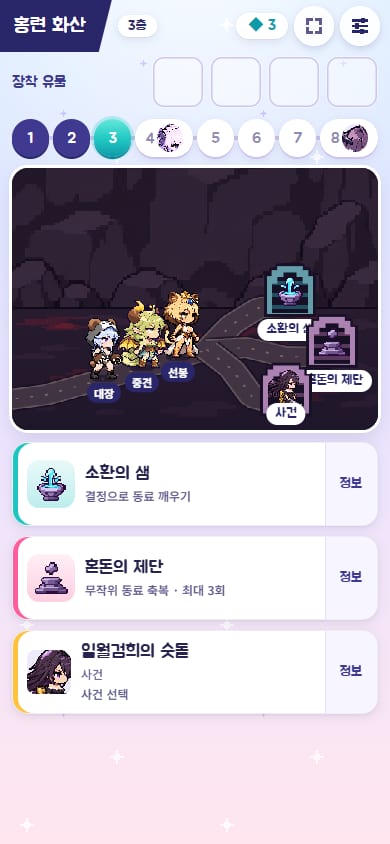 홍련 화산
3층
3
장착 유물
1 2 3 4 5 6 7 8
소환의
혼돈의 제단
선봉
중견
대장
사건
소환의 샘
결정으로 동료 깨우기
정보
혼돈의 제단
무작위 동료 축복 · 최대 3회
정보
일월검희의 숫돌
사건
사건 선택
정보